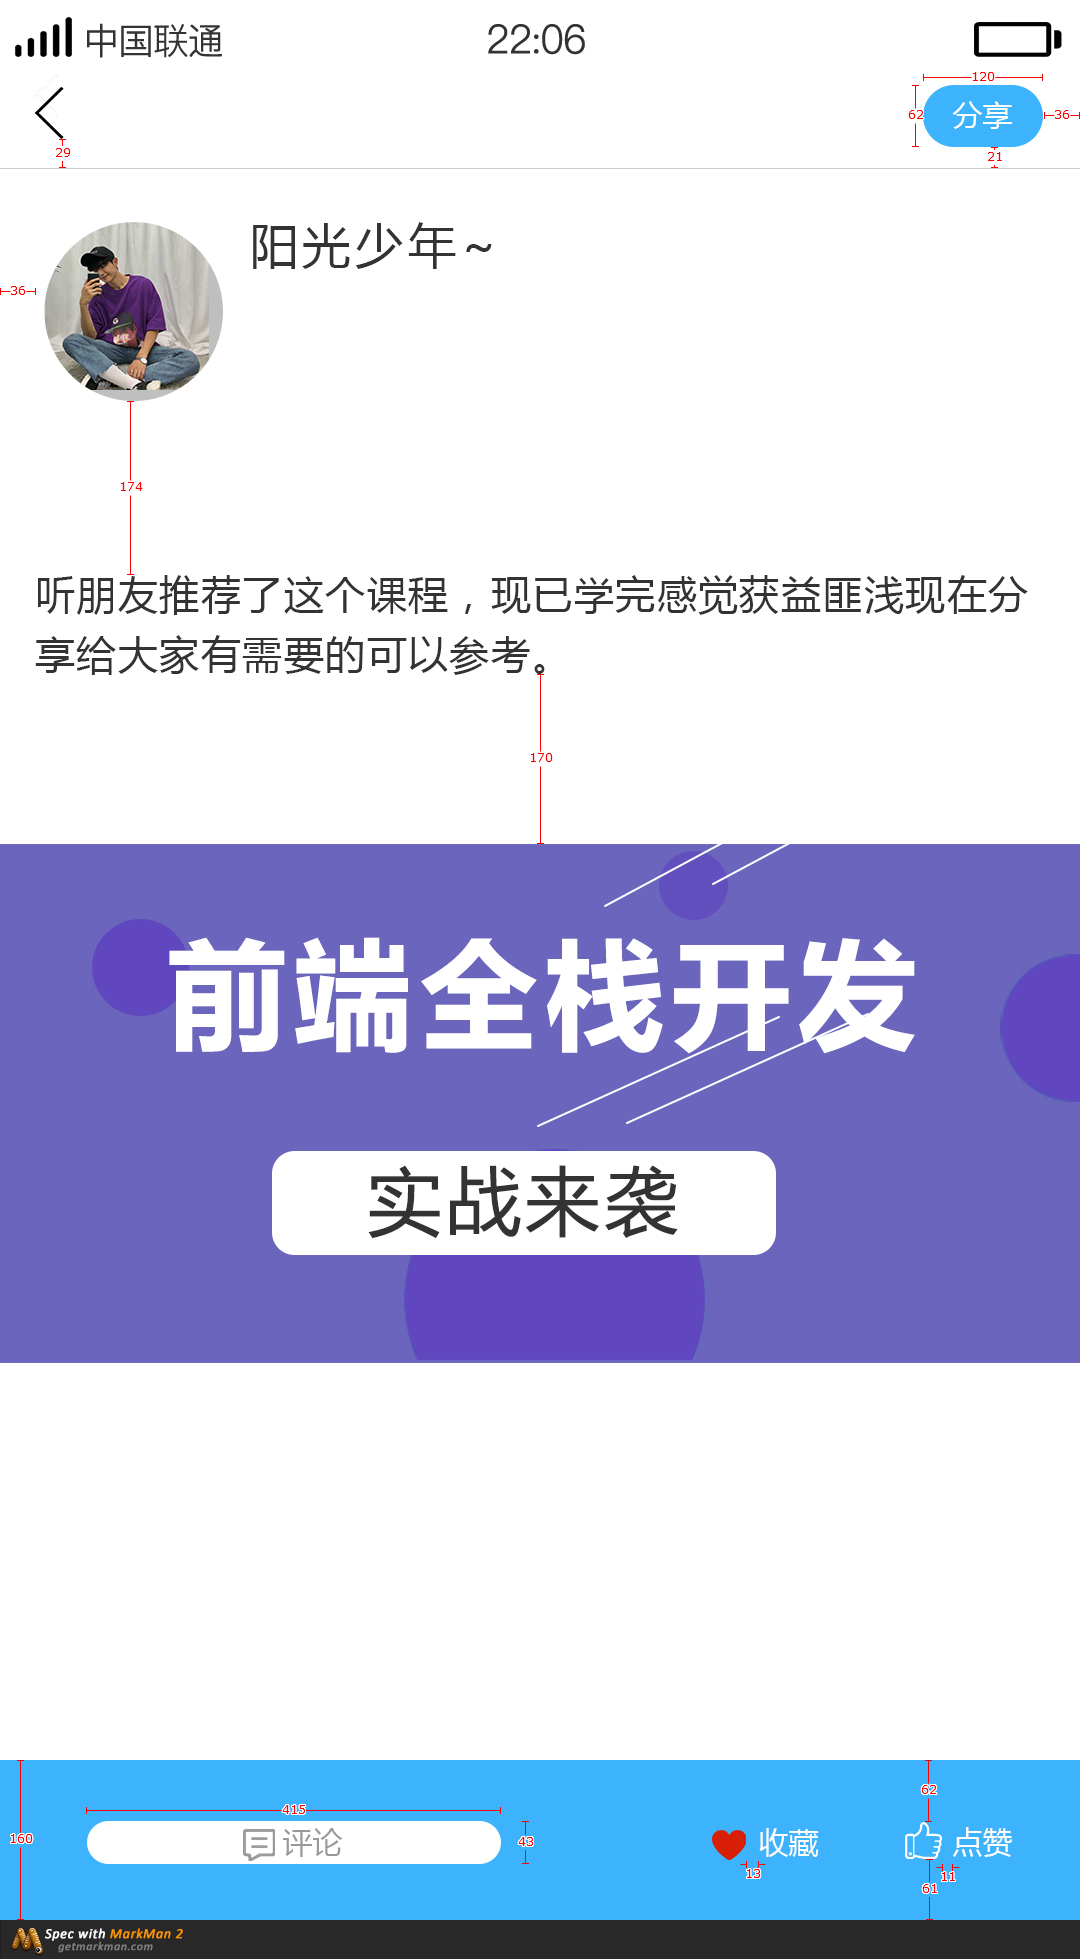 中国联通 22:06
120
62 分享 36
29
21
阳光少年~
36
174
听朋友推荐了这个课程，现已学完感觉获益匪浅现在分
享给大家有需要的可以参考。
170
前端全栈开发
实战来袭
62
415
160 评论 43 收藏 点赞
13 11
61
Spec with MarkMan 2
getmarkman.com